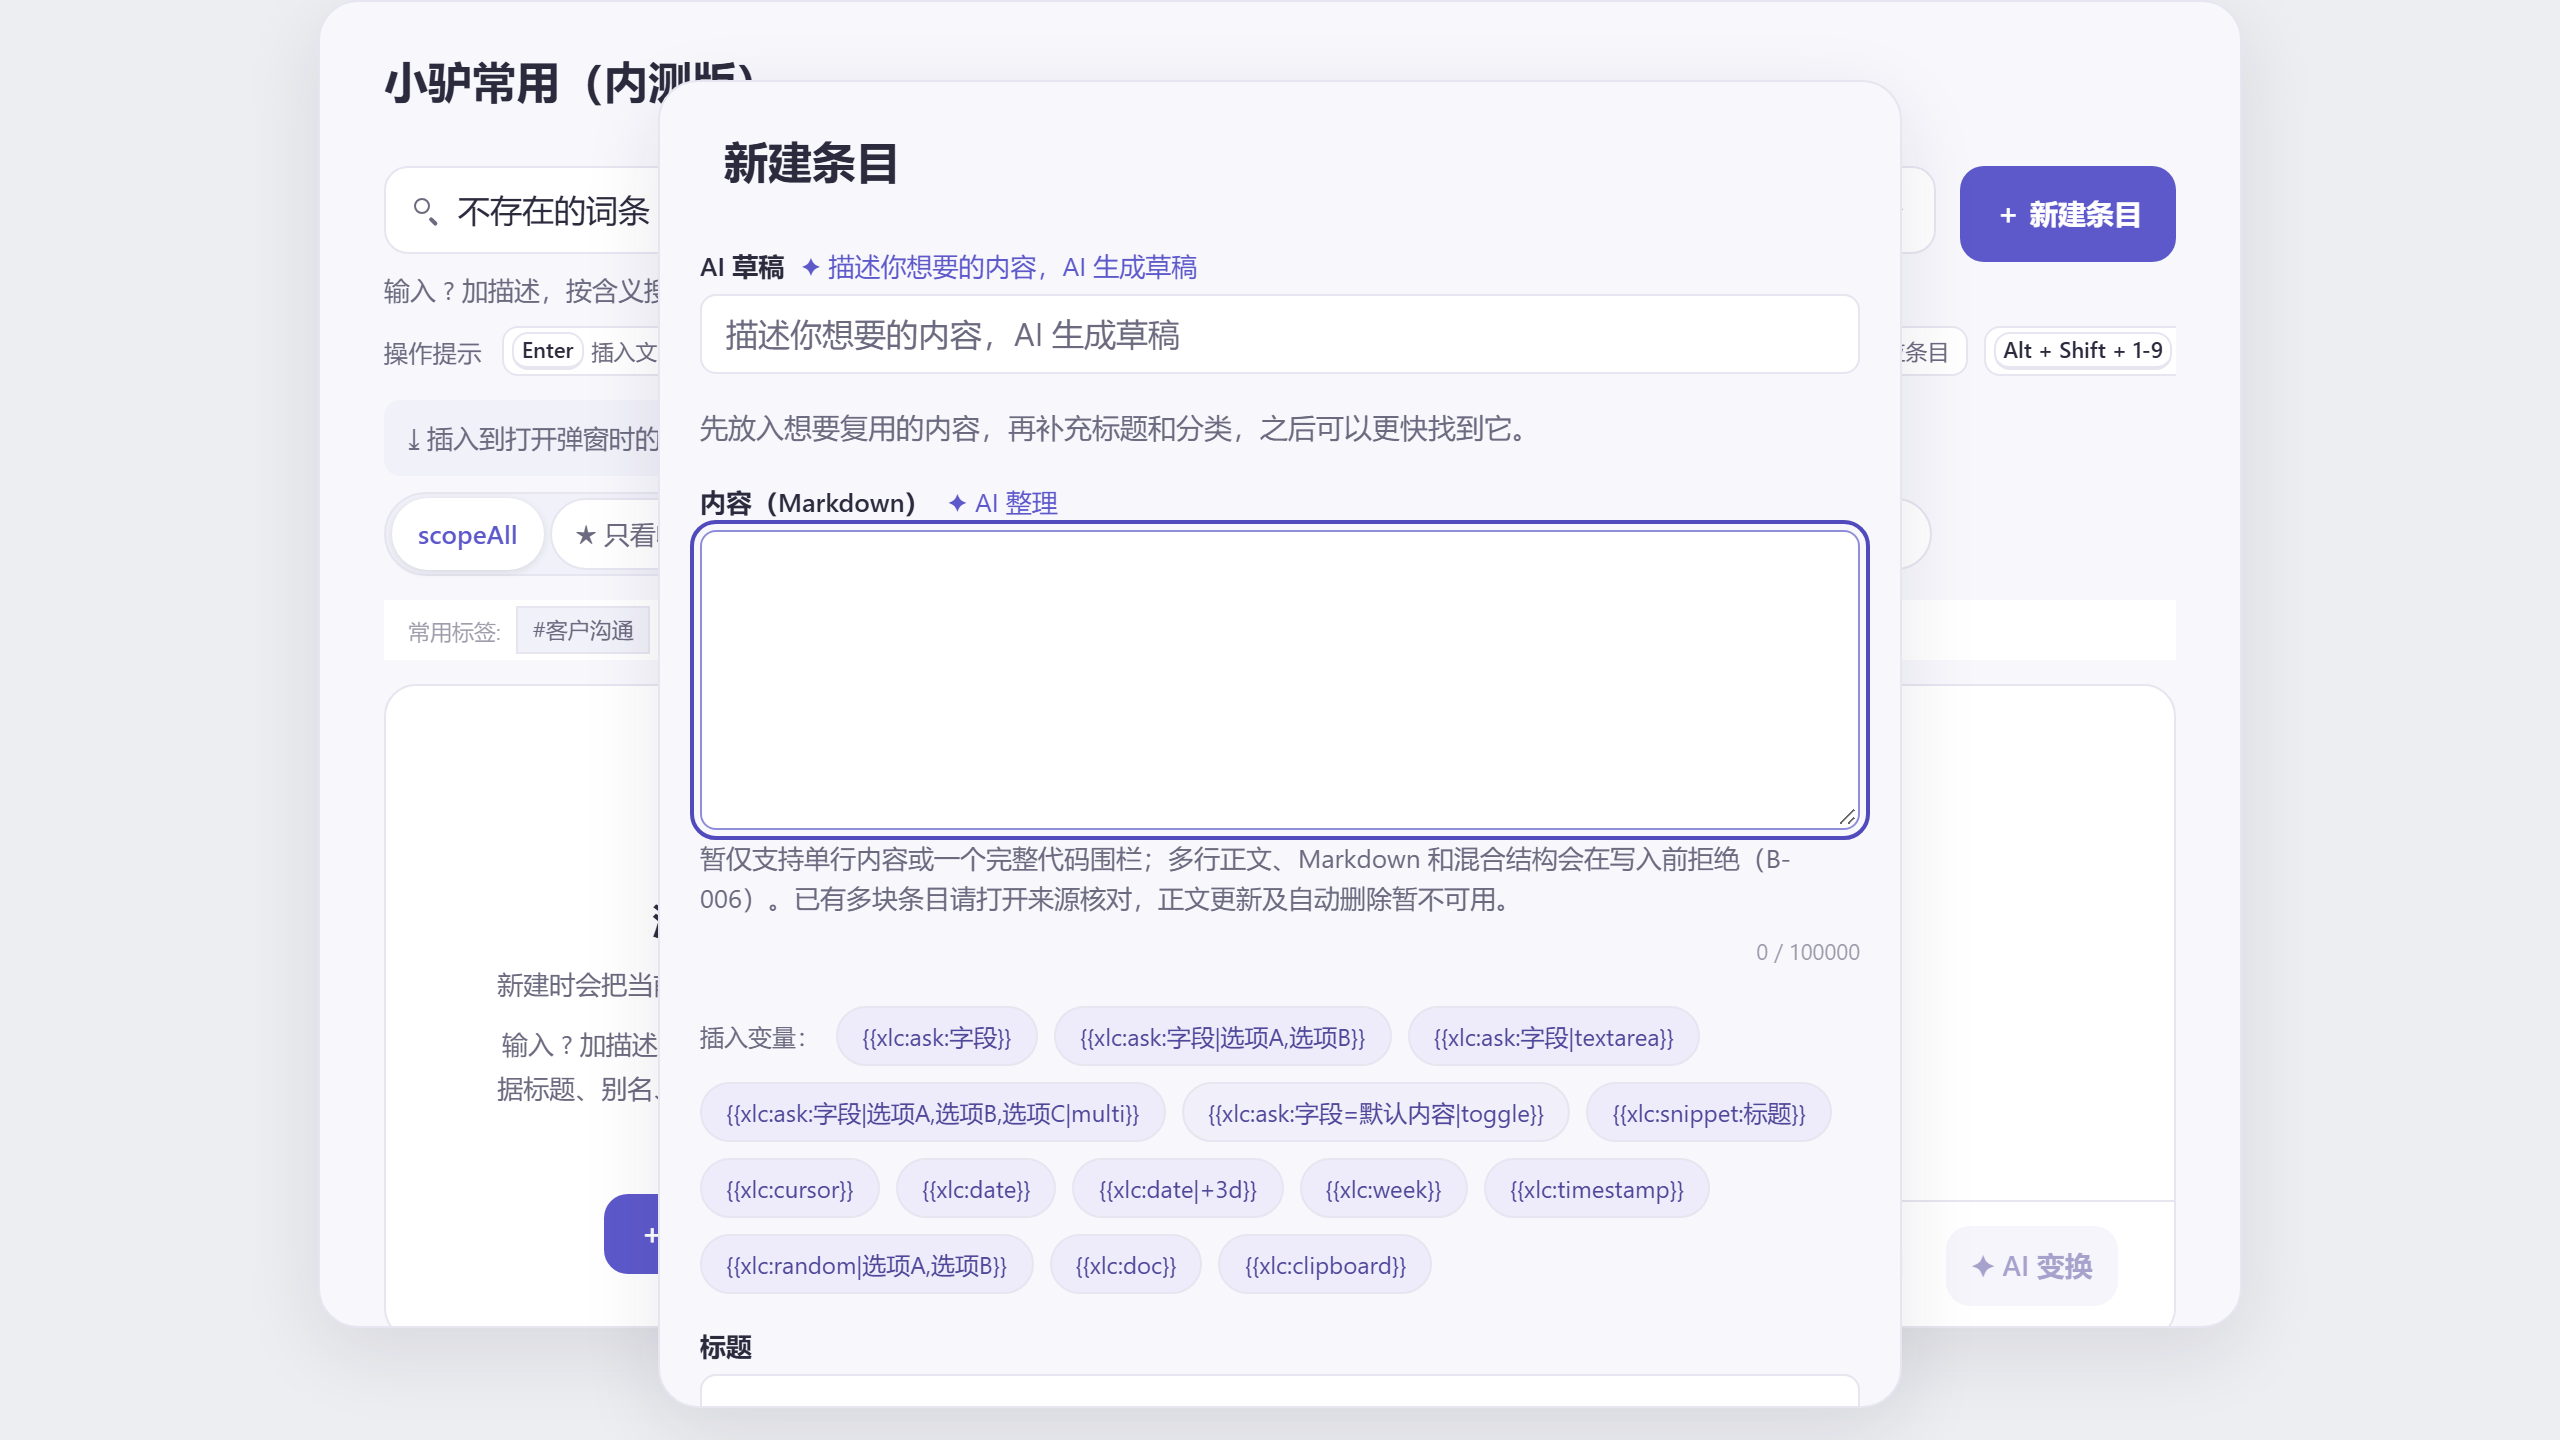 小驴常用（内测版）
不存在的词条
+ 新建条目
输入 ? 加描述，按含义搜
操作提示 Enter 插入文
条目 Alt + Shift + 1-9
插入到打开弹窗时的
scopeAll ★ 只看
常用标签: #客户沟通
新建时会把当前
输入 ? 加描述
据标题、别名、
+
✦ AI 变换
新建条目
AI 草稿 ✦ 描述你想要的内容，AI 生成草稿
描述你想要的内容，AI 生成草稿
先放入想要复用的内容，再补充标题和分类，之后可以更快找到它。
内容（Markdown） ✦ AI 整理
暂仅支持单行内容或一个完整代码围栏；多行正文、Markdown 和混合结构会在写入前拒绝（B-
006）。已有多块条目请打开来源核对，正文更新及自动删除暂不可用。
0 / 100000
插入变量： {{xlc:ask:字段}} {{xlc:ask:字段|选项A,选项B}} {{xlc:ask:字段|textarea}}
{{xlc:ask:字段|选项A,选项B,选项C|multi}} {{xlc:ask:字段=默认内容|toggle}} {{xlc:snippet:标题}}
{{xlc:cursor}} {{xlc:date}} {{xlc:date|+3d}} {{xlc:week}} {{xlc:timestamp}}
{{xlc:random|选项A,选项B}} {{xlc:doc}} {{xlc:clipboard}}
标题